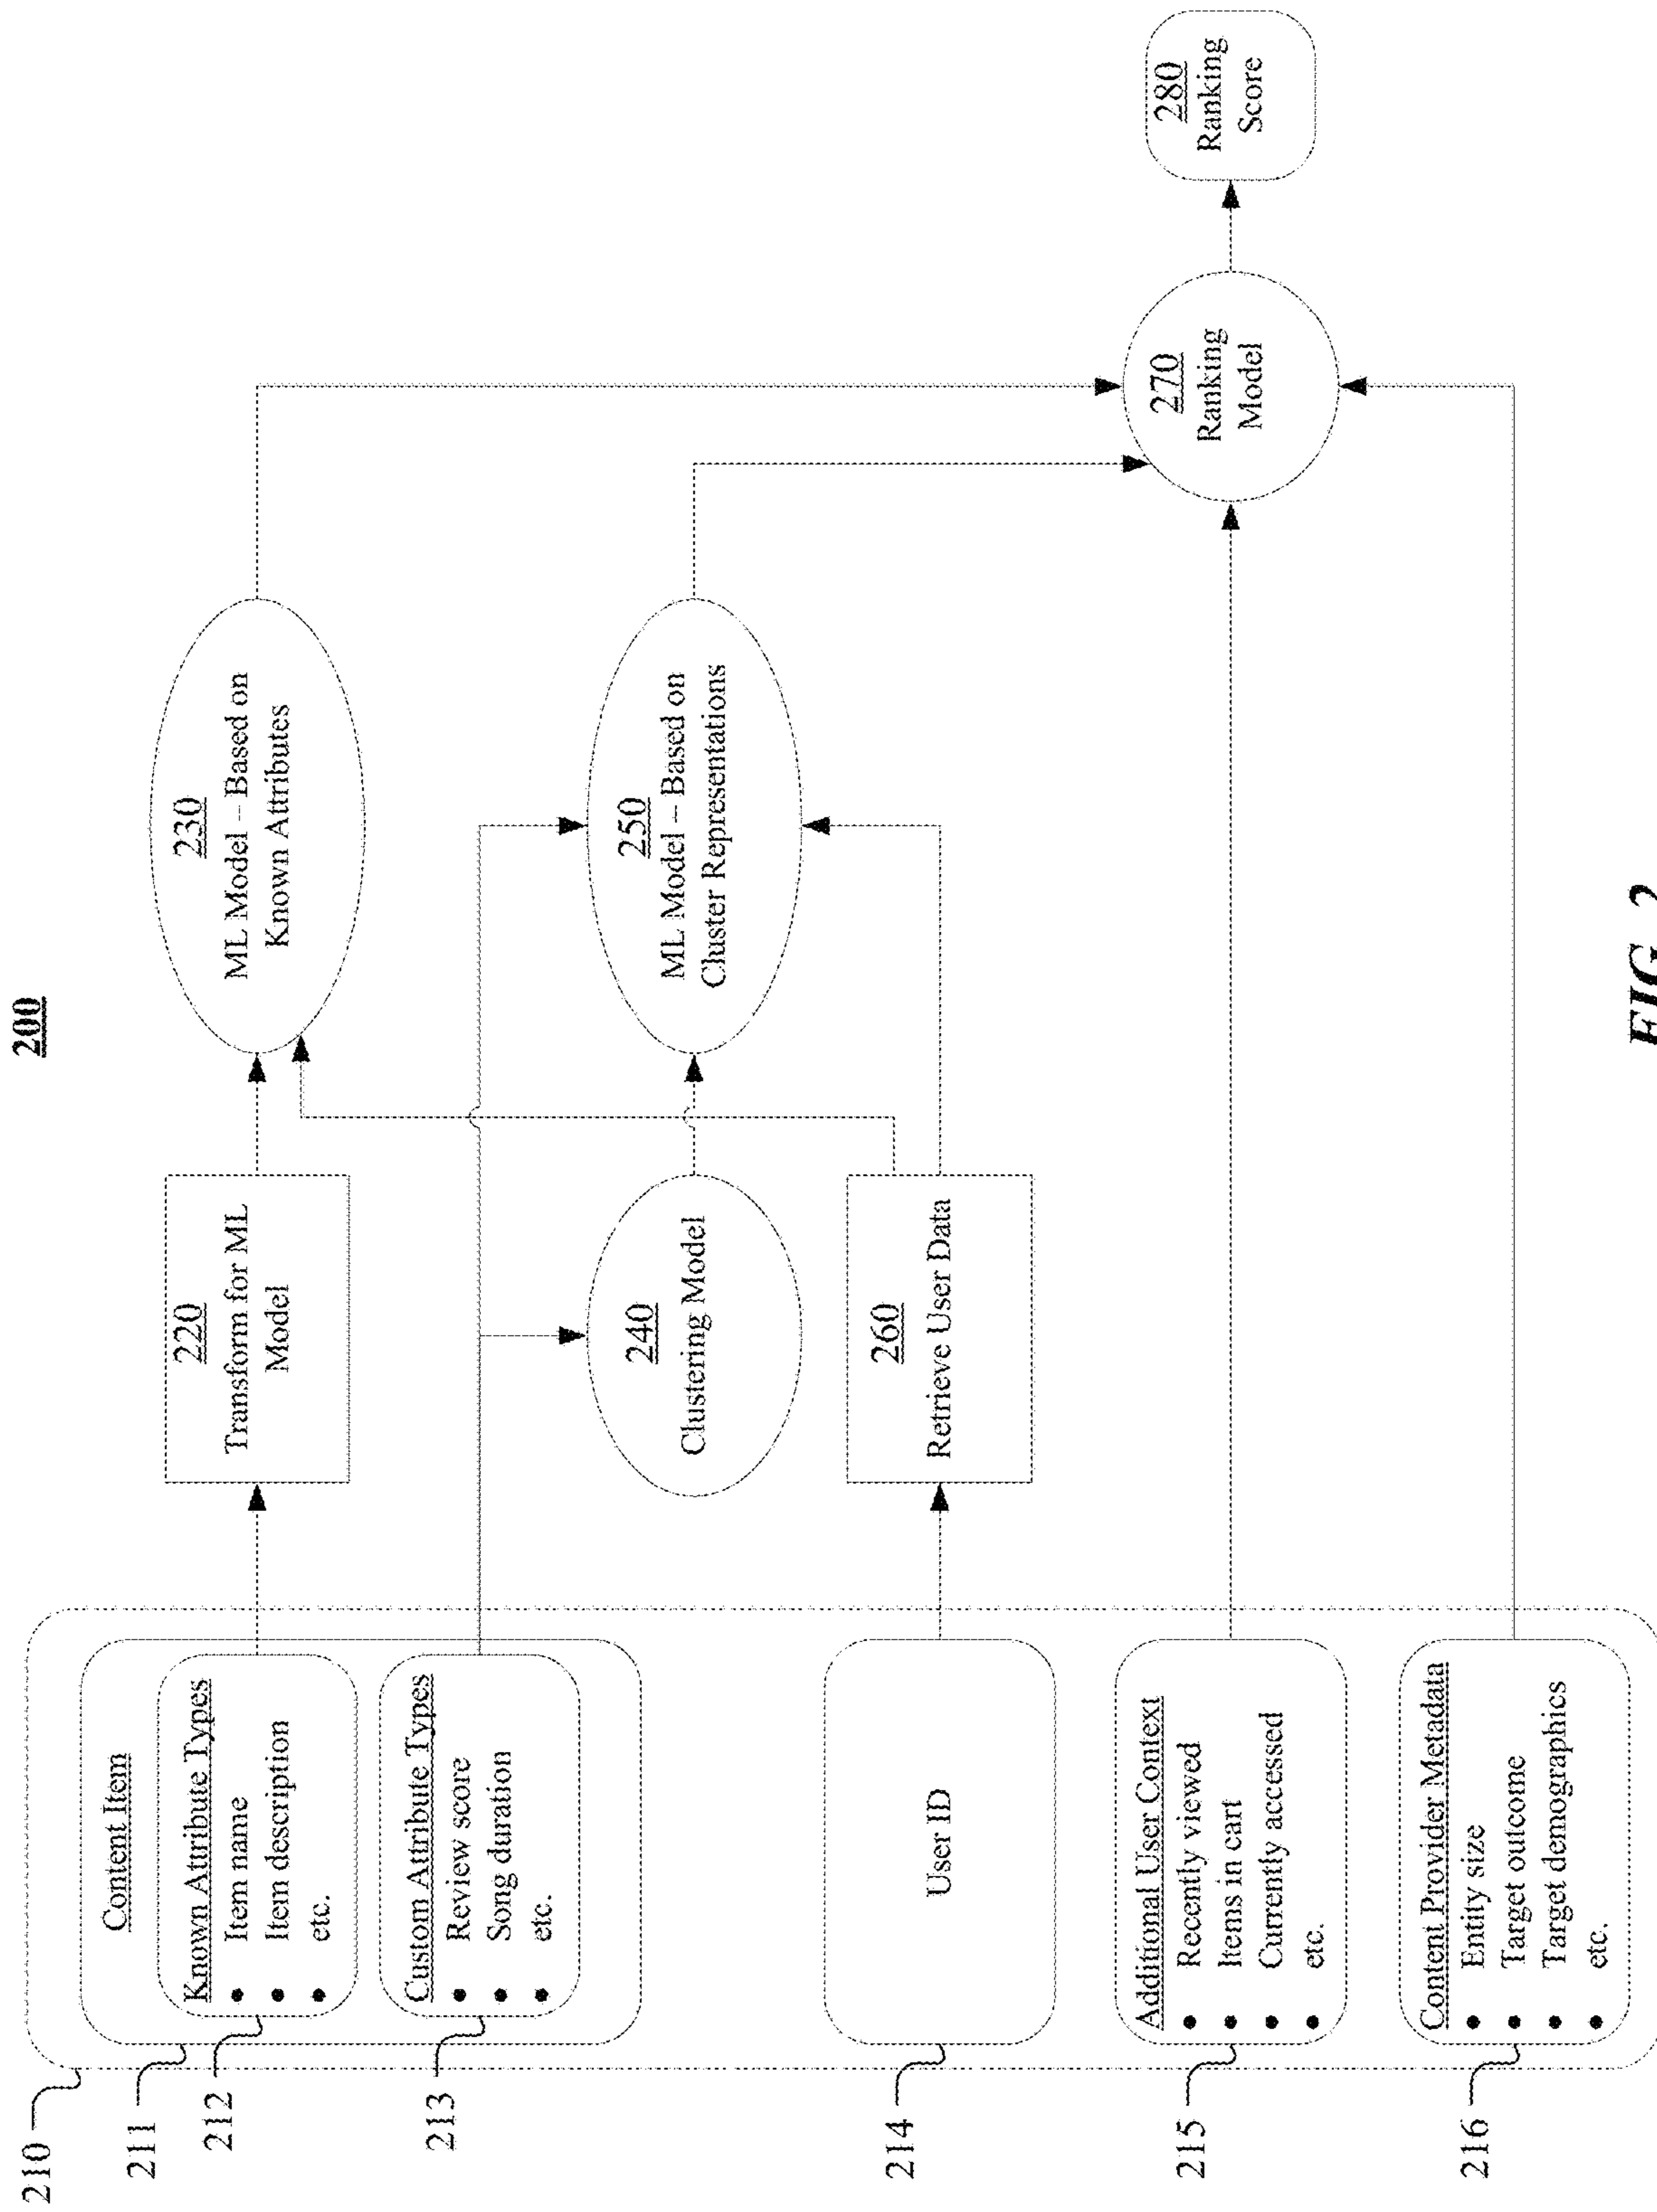 200
210
211
212
213
214
215
216
Content Item
Known Attribute Types
• Item name
• Item description
• etc.
Custom Attribute Types
• Review score
• Song duration
• etc.
User ID
Additional User Context
• Recently viewed
• Items in cart
• Currently accessed
• etc.
Content Provider Metadata
• Entity size
• Target outcome
• Target demographics
• etc.
220
Transform for ML
Model
240
Clustering Model
260
Retrieve User Data
230
ML Model – Based on
Known Attributes
250
ML Model – Based on
Cluster Representations
270
Ranking
Model
280
Ranking
Score
FIG. 2